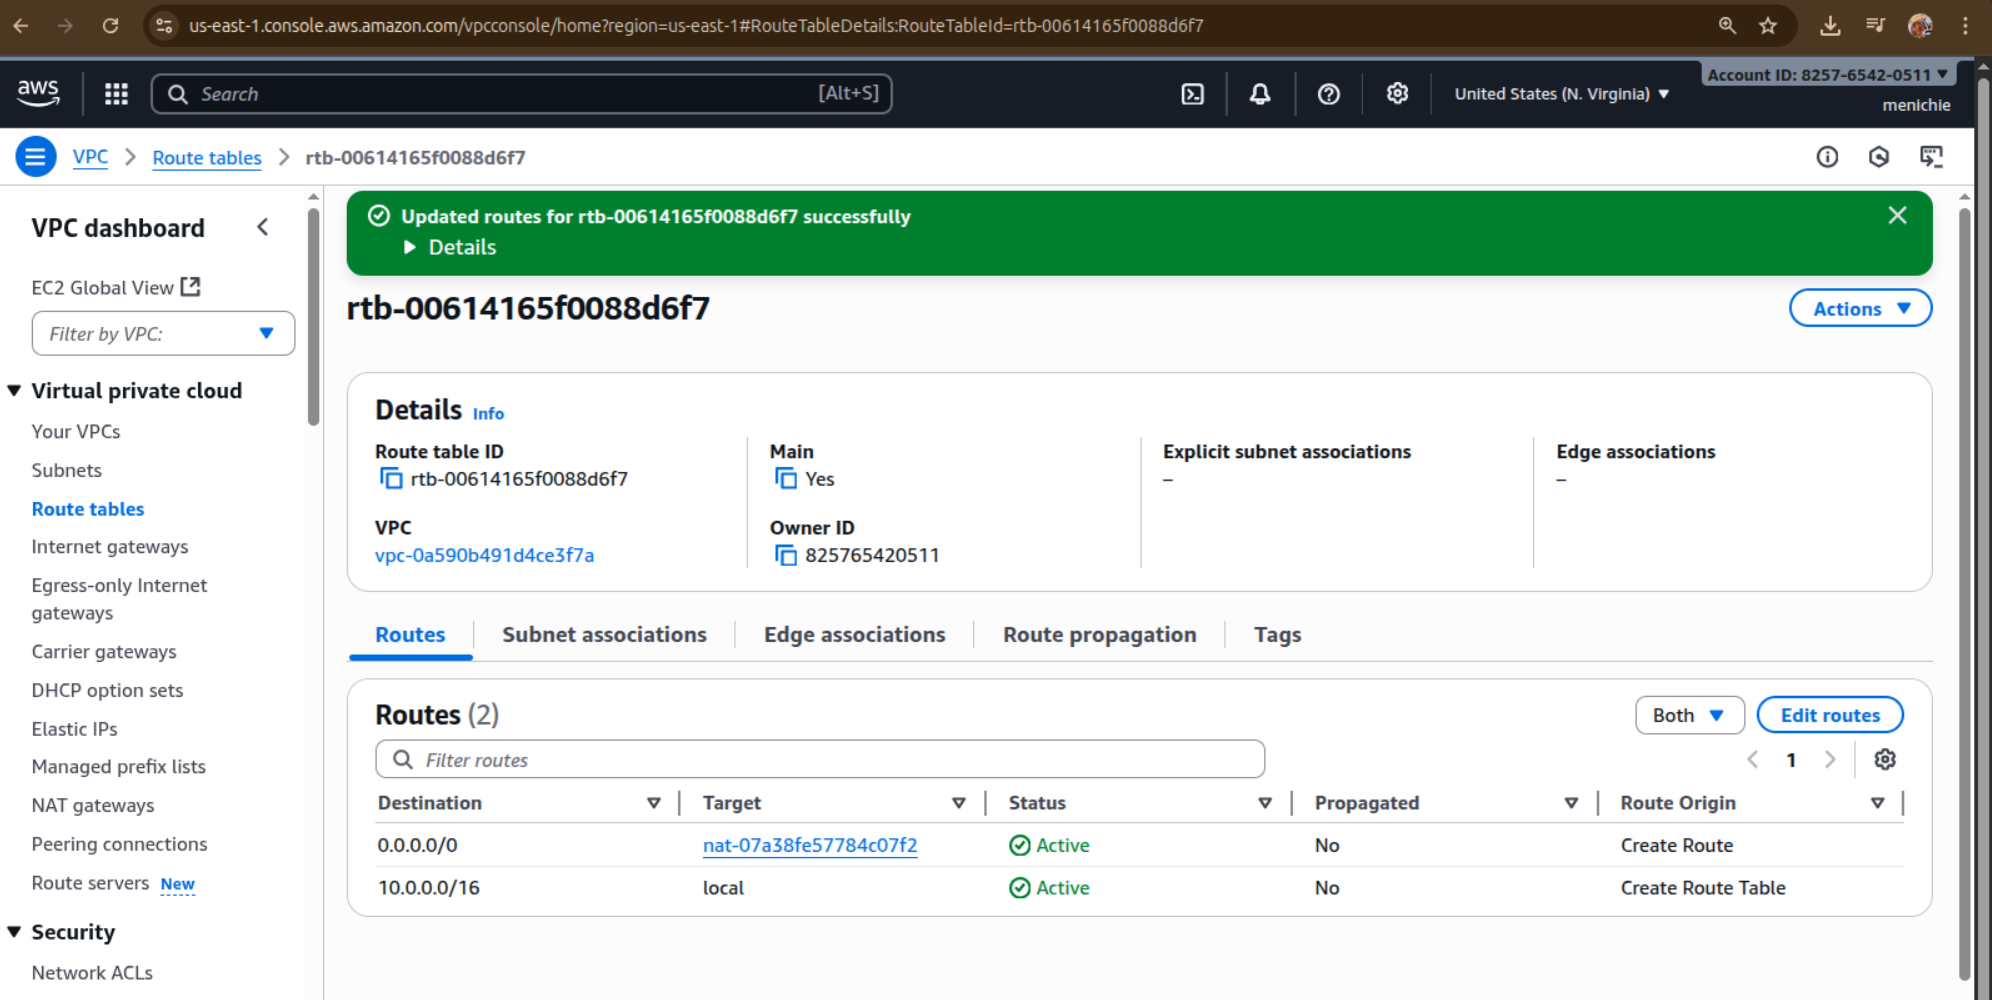 us-east-1.console.aws.amazon.com/vpcconsole/home?region=us-east-1#RouteTableDetails:RouteTableId=rtb-00614165f0088d6f7
aws
Search [Alt+S]
United States (N. Virginia)
Account ID: 8257-6542-0511
menichie
VPC
Route tables
rtb-00614165f0088d6f7
VPC dashboard
EC2 Global View
Filter by VPC:
Virtual private cloud
Your VPCs
Subnets
Route tables
Internet gateways
Egress-only Internet
gateways
Carrier gateways
DHCP option sets
Elastic IPs
Managed prefix lists
NAT gateways
Peering connections
Route servers New
Security
Network ACLs
Updated routes for rtb-00614165f0088d6f7 successfully
Details
rtb-00614165f0088d6f7
Actions
Details Info
Route table ID
rtb-00614165f0088d6f7
Main
Yes
Explicit subnet associations
–
Edge associations
–
VPC
vpc-0a590b491d4ce3f7a
Owner ID
825765420511
Routes
Subnet associations
Edge associations
Route propagation
Tags
Routes (2)
Both
Edit routes
Filter routes
1
Destination Target Status Propagated Route Origin
0.0.0.0/0 nat-07a38fe57784c07f2 Active No Create Route
10.0.0.0/16 local Active No Create Route Table